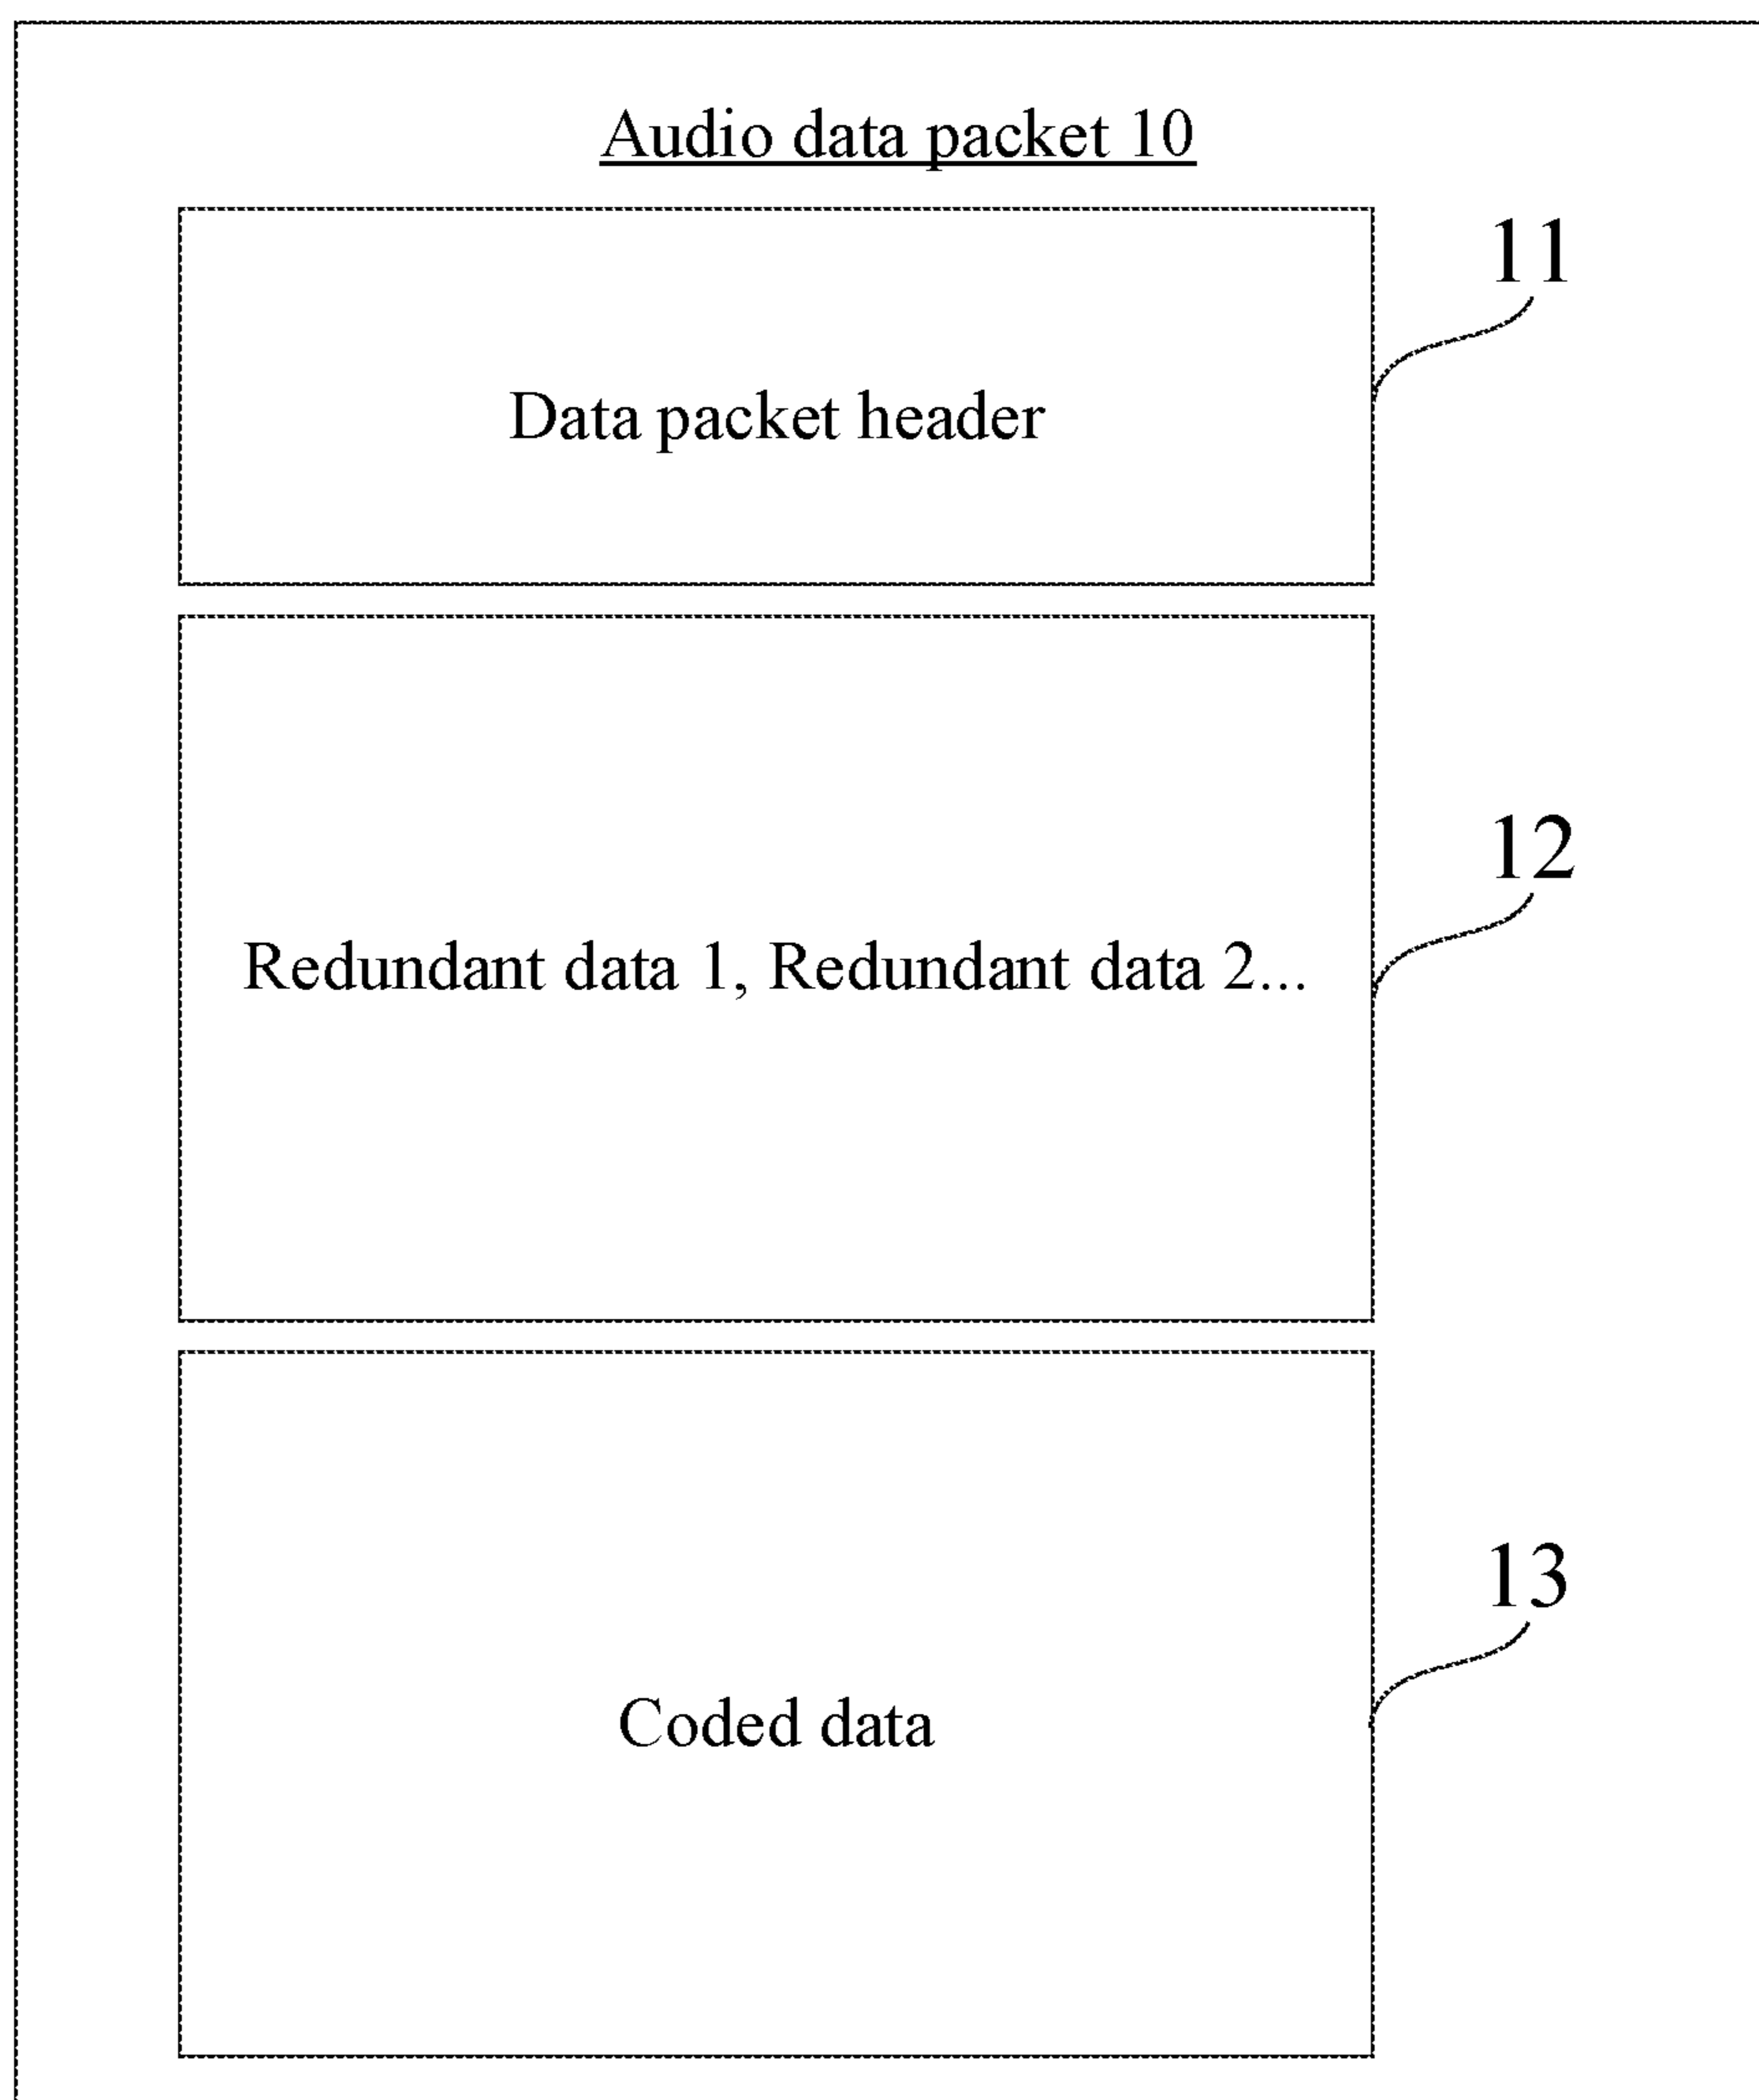 Audio data packet 10
11
Data packet header
12
Redundant data 1, Redundant data 2...
13
Coded data